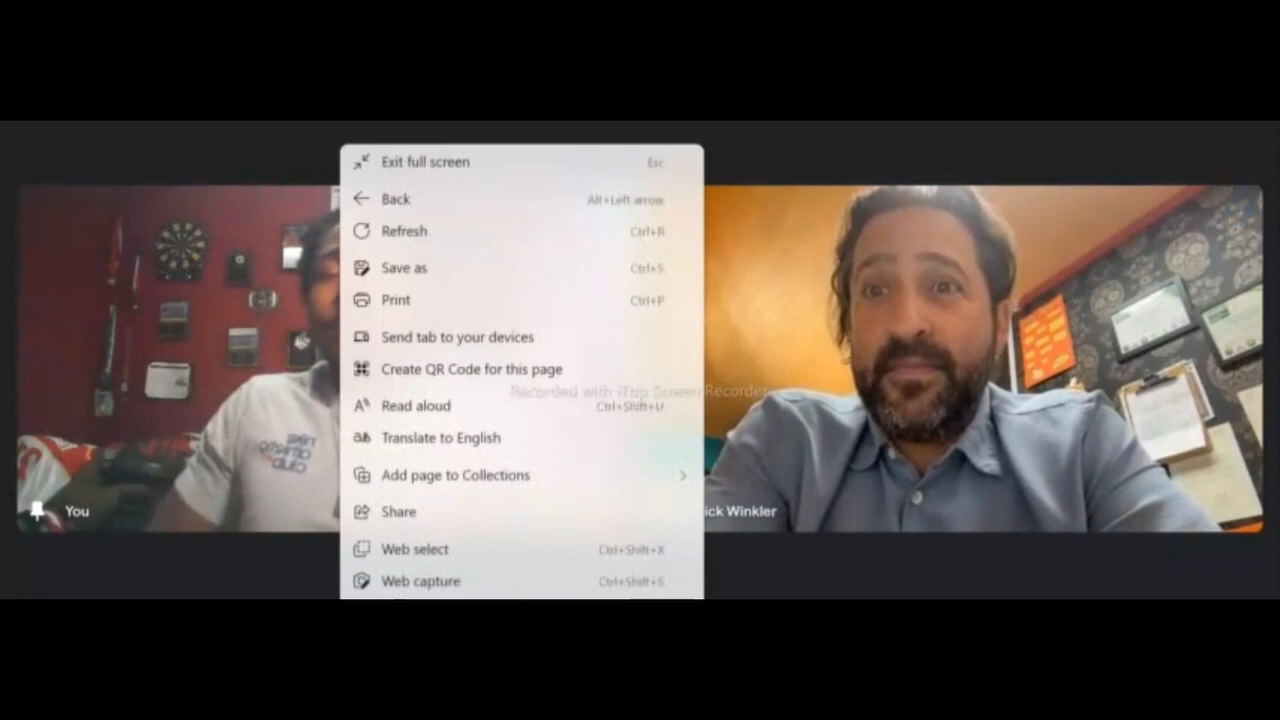 Exit full screen Esc
Back Alt+Left arrow
Refresh Ctrl+R
Save as Ctrl+S
Print Ctrl+P
Send tab to your devices
Create QR Code for this page
Recorded with iTop Screen Recorder
Read aloud Ctrl+Shift+U
Translate to English
Add page to Collections
Share
You
ick Winkler
Web select Ctrl+Shift+X
Web capture Ctrl+Shift+S